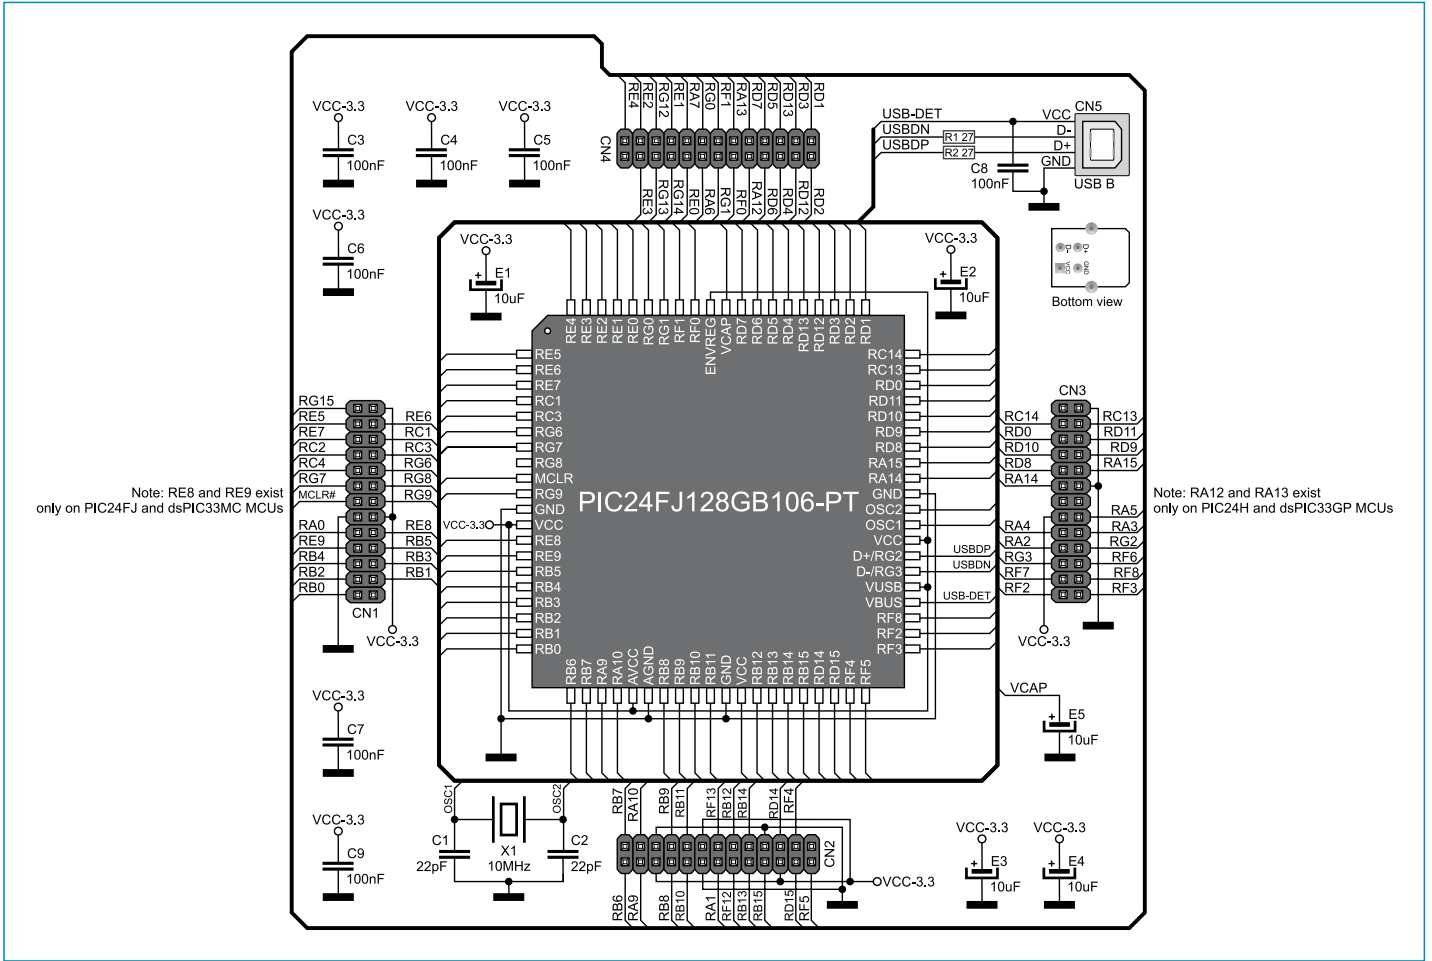 RE4 RE2 RG12 RE1 RA7 RG0 RF1 RA13 RD7 RD5 RD13 RD3 RD1
CN4
RE3 RG13 RG14 RE0 RA6 RG1 RF0 RA12 RD6 RD4 RD12 RD2
VCC-3.3
C3
100nF
VCC-3.3
C4
100nF
VCC-3.3
C5
100nF
VCC-3.3
C6
100nF
USB-DET
USBDN
USBDP
R1 27
R2 27
C8
100nF
VCC
D-
D+
GND
CN5
USB B
D- D+
VCC GND
Bottom view
VCC-3.3
E1
10uF
VCC-3.3
E2
10uF
RE4 RE3 RE2 RE1 RE0 RG0 RG1 RF1 RF0 ENVREG VCAP RD7 RD6 RD5 RD4 RD13 RD12 RD3 RD2 RD1
RE5
RE6
RE7
RC1
RC3
RG6
RG7
RG8
MCLR
RG9
GND
VCC
RE8
RE9
RB5
RB4
RB3
RB2
RB1
RB0
VCC-3.3
PIC24FJ128GB106-PT
RC14
RC13
RD0
RD11
RD10
RD9
RD8
RA15
RA14
GND
OSC2
OSC1
VCC
D+/RG2
D-/RG3
VUSB
VBUS
RF8
RF2
RF3
USBDP
USBDN
USB-DET
RB6 RB7 RA9 RA10 AVCC AGND RB8 RB9 RB10 RB11 GND VCC RB12 RB13 RB14 RB15 RD14 RD15 RF4 RF5
RG15
RE5
RE7
RC2
RC4
RG7
MCLR#
RA0
RE9
RB4
RB2
RB0
RE6
RC1
RC3
RG6
RG8
RG9
RE8
RB5
RB3
RB1
CN1
VCC-3.3
Note: RE8 and RE9 exist
only on PIC24FJ and dsPIC33MC MCUs
CN3
RC14
RD0
RD10
RD8
RA14
RA4
RA2
RG3
RF7
RF2
RC13
RD11
RD9
RA15
RA5
RA3
RG2
RF6
RF8
RF3
VCC-3.3
Note: RA12 and RA13 exist
only on PIC24H and dsPIC33GP MCUs
VCAP
E5
10uF
VCC-3.3
C7
100nF
VCC-3.3
C9
100nF
OSC1
OSC2
C1
22pF
X1
10MHz
C2
22pF
RB7 RA10 RB9 RB11 RF13 RB12 RB14 RD14 RF4
CN2
RB6 RA9 RB8 RB10 RA1 RF12 RB13 RB15 RD15 RF5
VCC-3.3
VCC-3.3
E3
10uF
VCC-3.3
E4
10uF